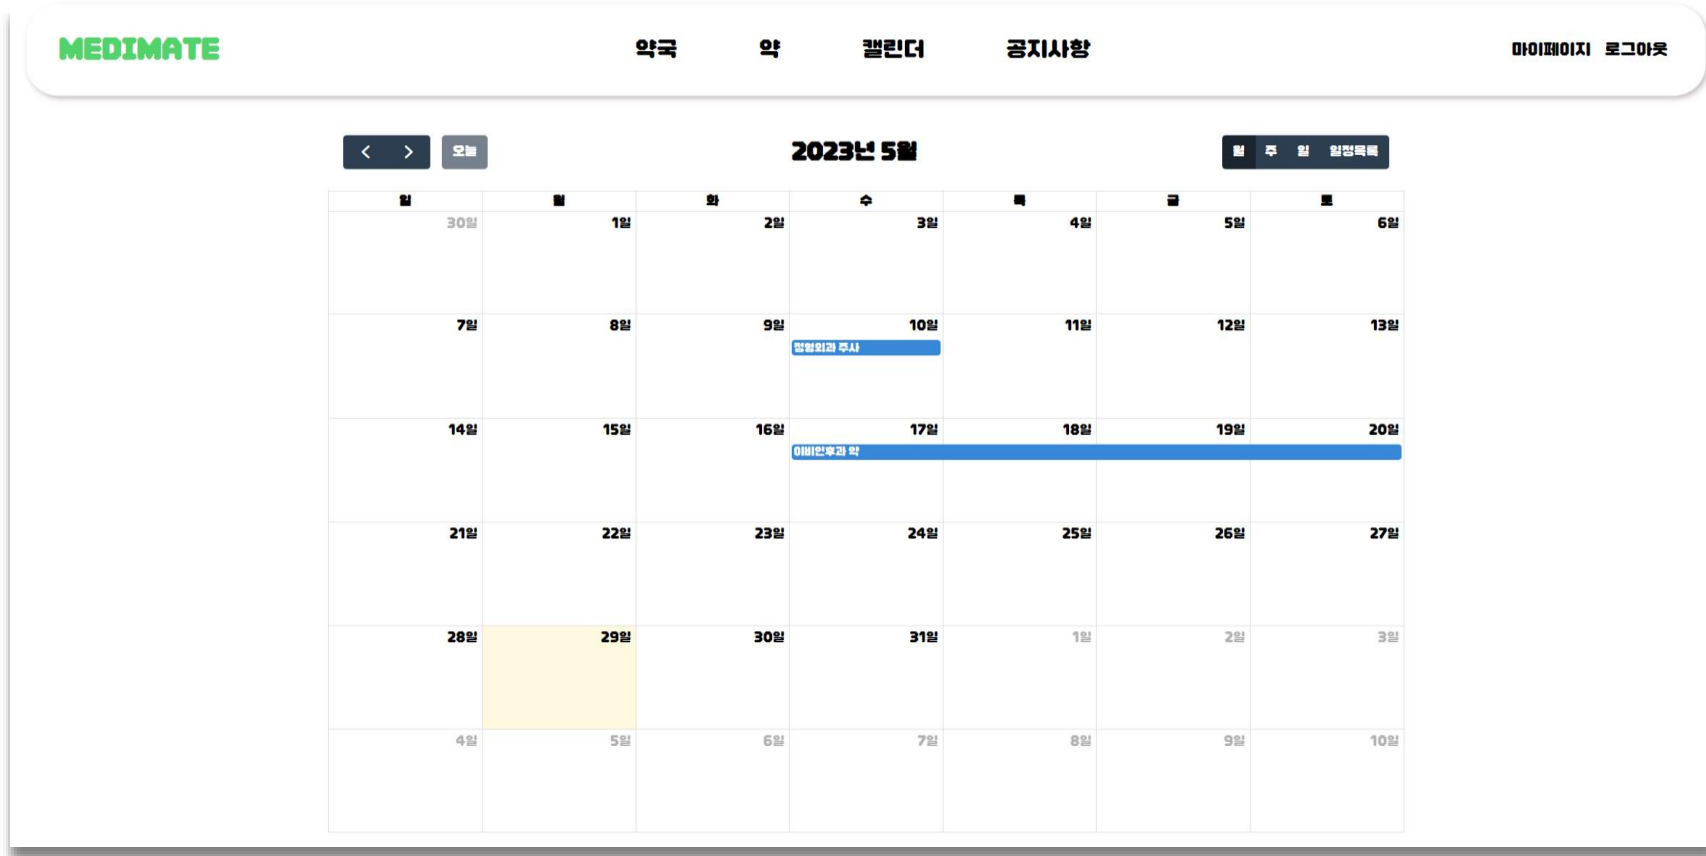 MEDIMATE 약국 약 캘린더 공지사항 마이페이지 로그아웃
오늘 2023년 5월 월 주 일 일정목록
일 월 화 수 목 금 토
30일 1일 2일 3일 4일 5일 6일
7일 8일 9일 10일 11일 12일 13일
정형외과 주사
14일 15일 16일 17일 18일 19일 20일
이비인후과 약
21일 22일 23일 24일 25일 26일 27일
28일 29일 30일 31일 1일 2일 3일
4일 5일 6일 7일 8일 9일 10일